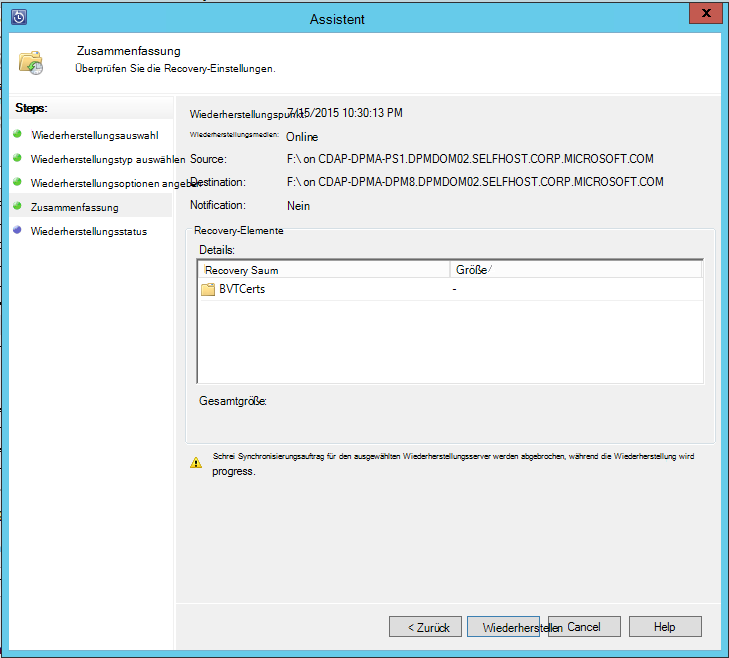 Assistent
x
Zusammenfassung
Überprüfen Sie die Recovery-Einstellungen.
Steps:
Wiederherstellungsauswahl
Wiederherstellungstyp auswählen
Wiederherstellungsoptionen angeben
Zusammenfassung
Wiederherstellungsstatus
Wiederherstellungspunkt: 7/15/2015 10:30:13 PM
Wiederherstellungsmedien: Online
Source: F:\ on CDAP-DPMA-PS1.DPMDOM02.SELFHOST.CORP.MICROSOFT.COM
Destination: F:\ on CDAP-DPMA-DPM8.DPMDOM02.SELFHOST.CORP.MICROSOFT.COM
Notification: Nein
Recovery-Elemente
Details:
Recovery Saum Größe /
BVTCerts -
Gesamtgröße:
Schrei Synchronisierungsauftrag für den ausgewählten Wiederherstellungsserver werden abgebrochen, während die Wiederherstellung wird
progress.
< Zurück Wiederherstellen Cancel Help